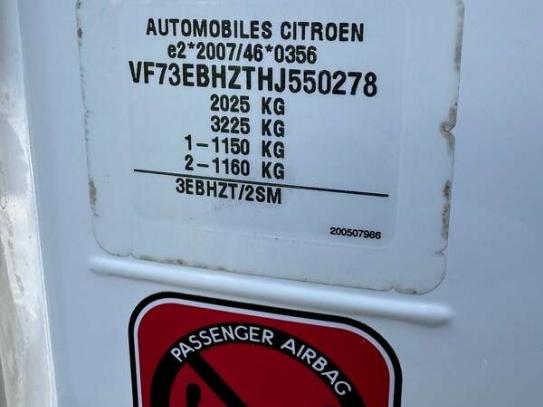 AUTOMOBILES CITROEN
e2*2007/46*0356
VF73EBHZTHJ550278
2025 KG
3225 KG
1-1150 KG
2-1160 KG
3EBHZT/2SM
200507986
PASSENGER AIRBAG